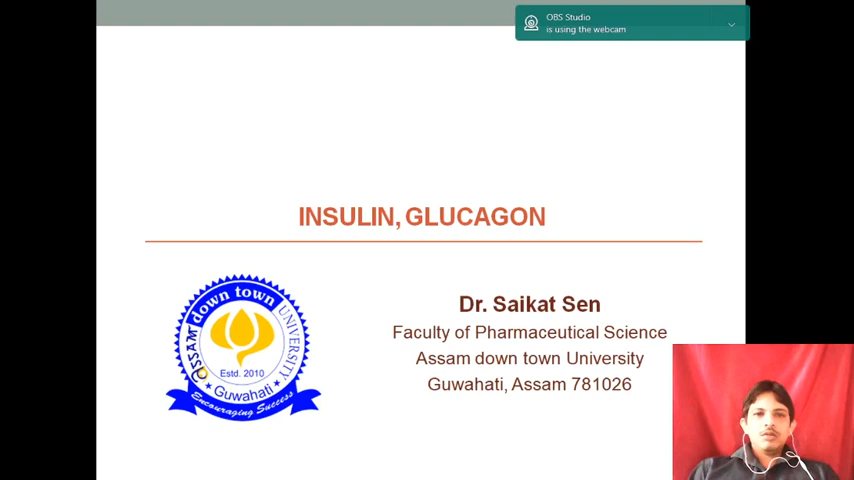 OBS Studio
is using the webcam
INSULIN, GLUCAGON
assam down town UNIVERSITY
Estd. 2010
Guwahati
Encouraging Success
Dr. Saikat Sen
Faculty of Pharmaceutical Science
Assam down town University
Guwahati, Assam 781026